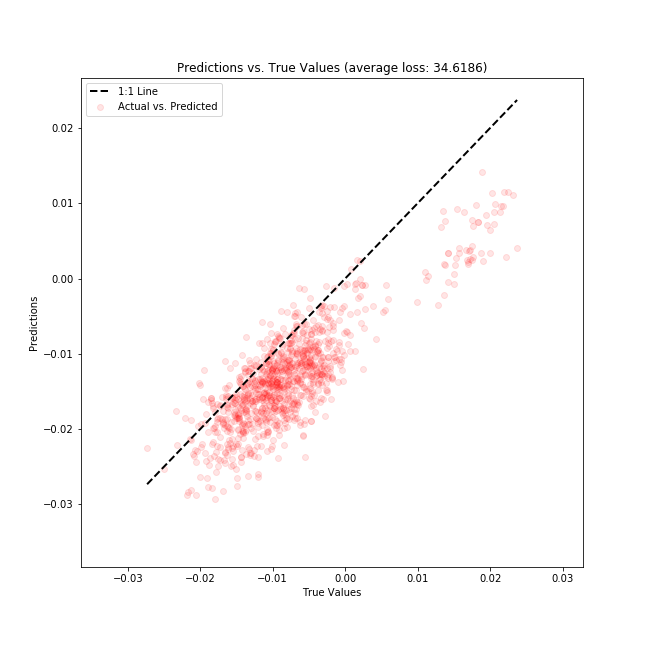 Predictions vs. True Values (average loss: 34.6186)
1:1 Line
Actual vs. Predicted
0.02
0.01
0.00
−0.01
−0.02
−0.03
Predictions
−0.03 −0.02 −0.01 0.00 0.01 0.02 0.03
True Values